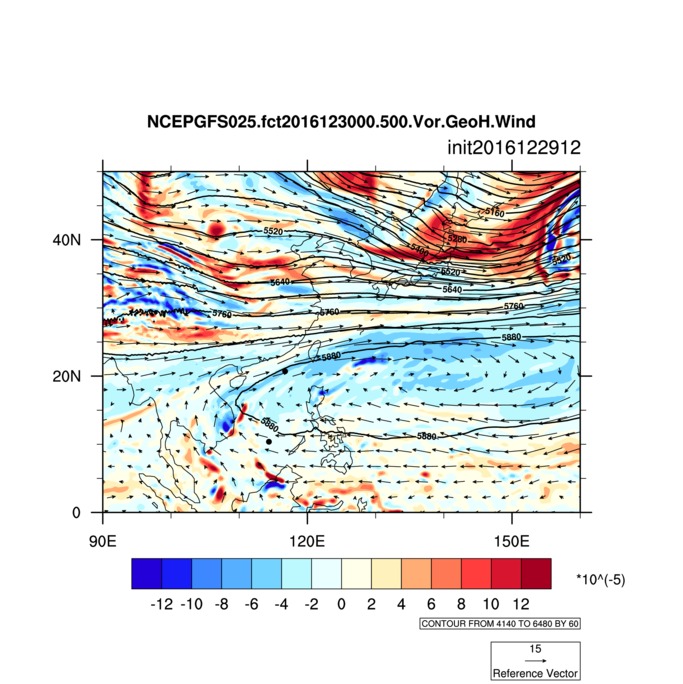 NCEPGFS025.fct2016123000.500.Vor.GeoH.Wind
init2016122912
5160
5520
5280
40N
5400
5520
5520
5640
5640
5760
5760
5760
5880
5880
20N
5880
5880
0
90E 120E 150E
-12 -10 -8 -6 -4 -2 0 2 4 6 8 10 12
*10^(-5)
CONTOUR FROM 4140 TO 6480 BY 60
15
Reference Vector